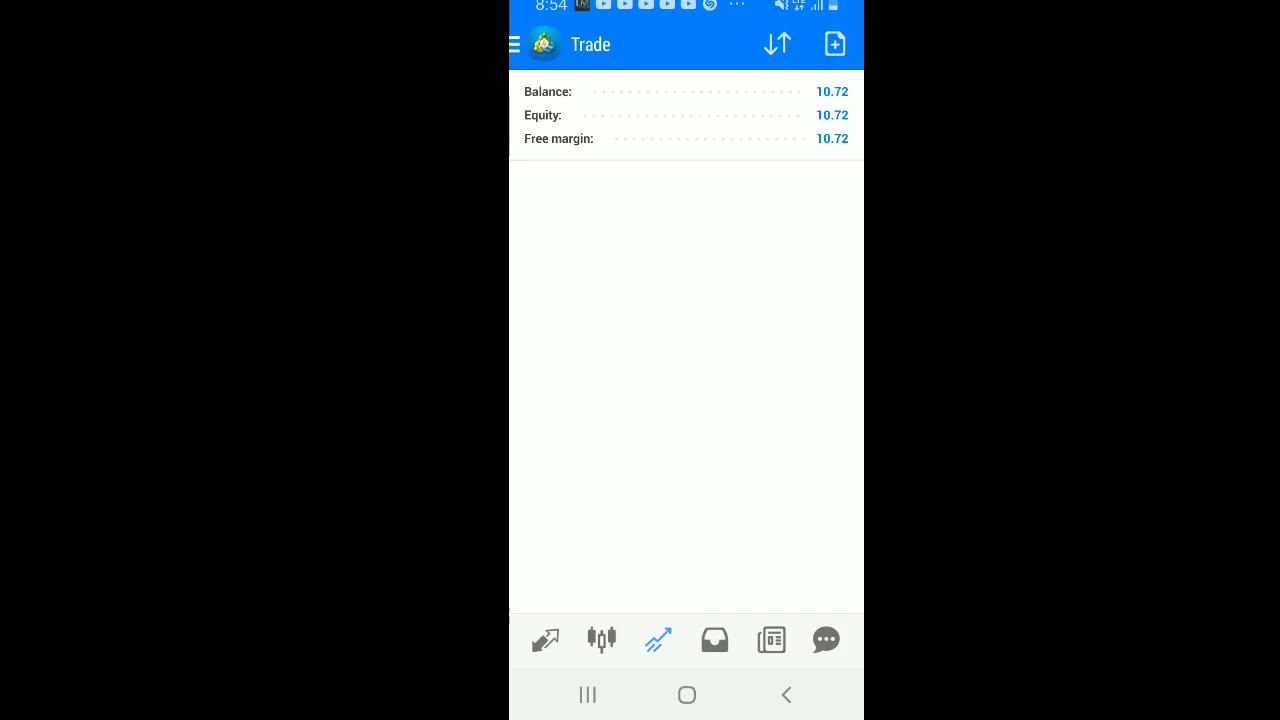 8:54
Trade
Balance: 10.72
Equity: 10.72
Free margin: 10.72